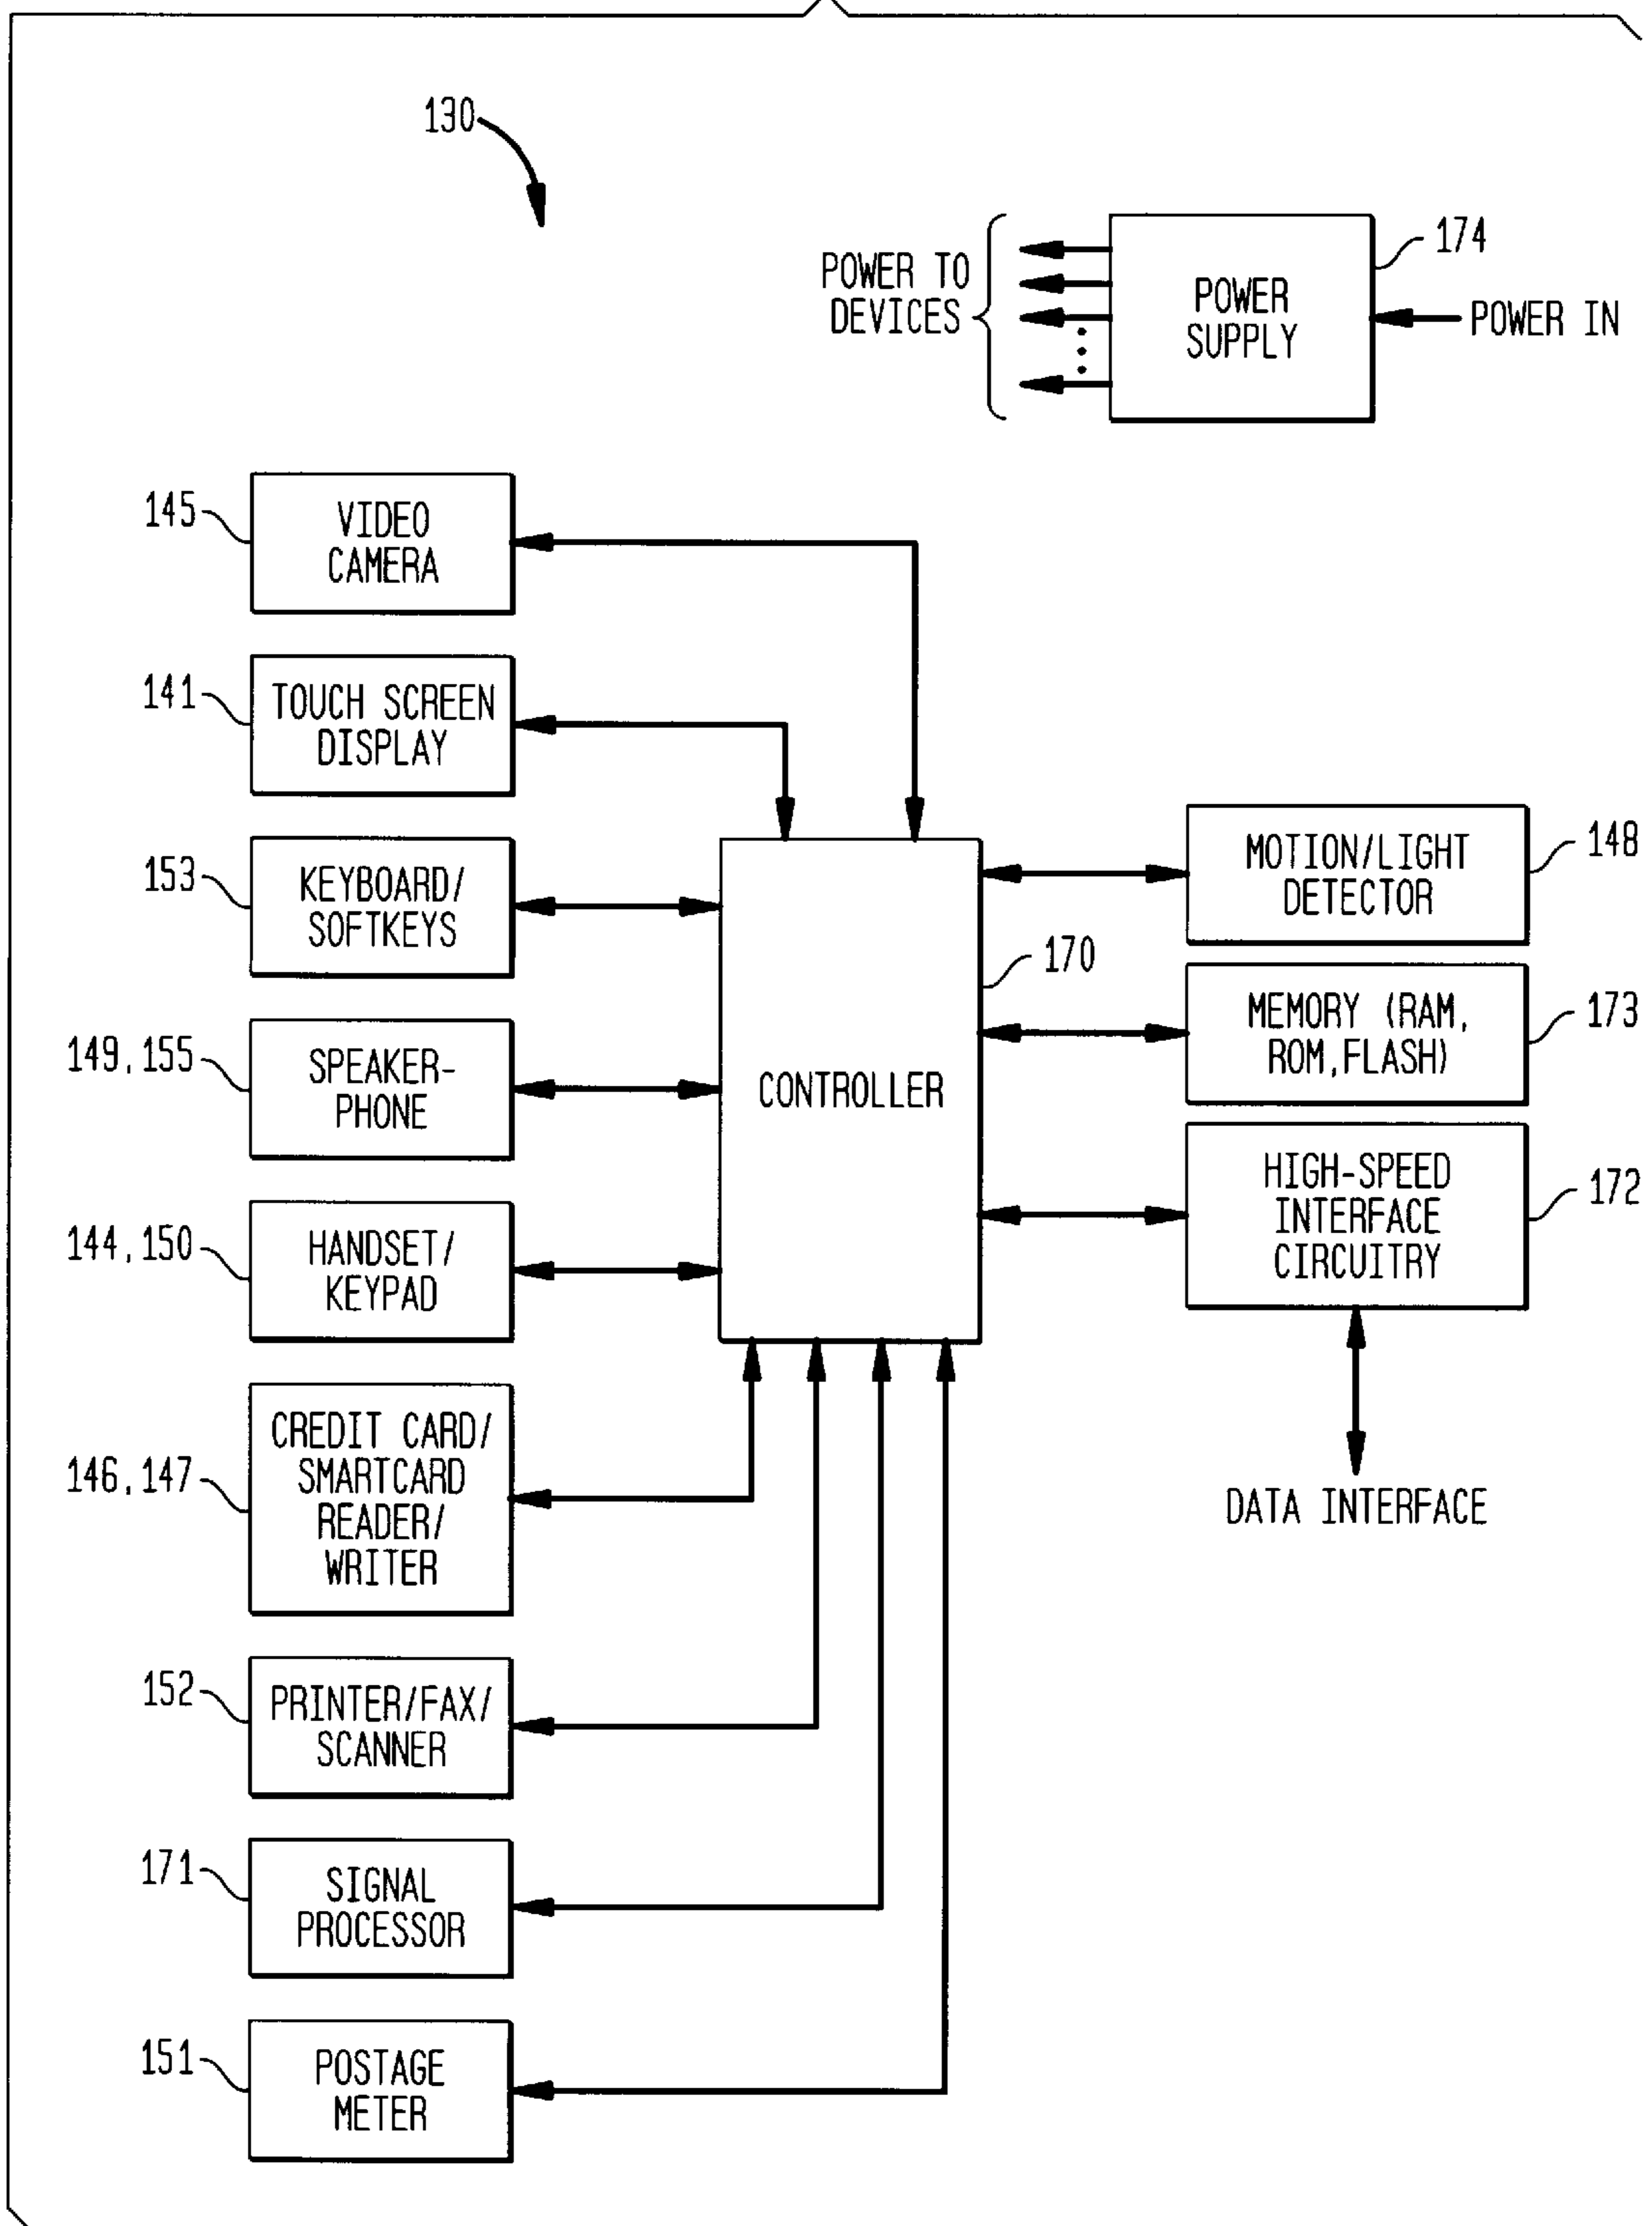 130
POWER TO
DEVICES
POWER
SUPPLY
174
POWER IN
145
VIDEO
CAMERA
141
TOUCH SCREEN
DISPLAY
153
KEYBOARD/
SOFTKEYS
149,155
SPEAKER-
PHONE
144,150
HANDSET/
KEYPAD
146,147
CREDIT CARD/
SMARTCARD
READER/
WRITER
152
PRINTER/FAX/
SCANNER
171
SIGNAL
PROCESSOR
151
POSTAGE
METER
CONTROLLER
170
MOTION/LIGHT
DETECTOR
148
MEMORY (RAM,
ROM,FLASH)
173
HIGH-SPEED
INTERFACE
CIRCUITRY
172
DATA INTERFACE